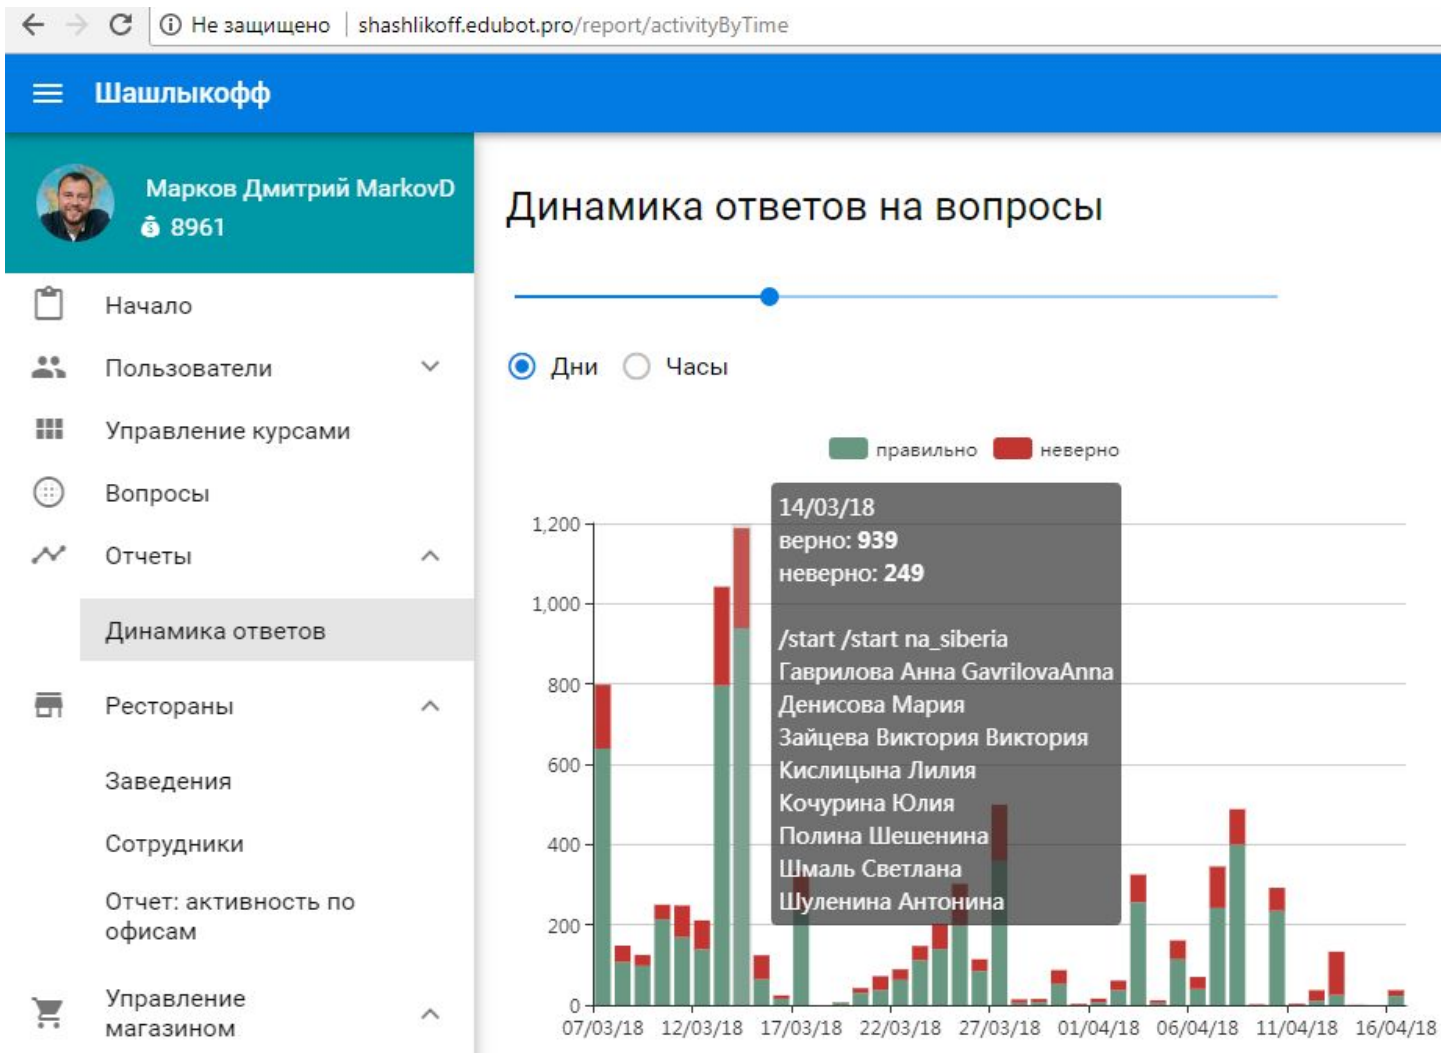 Не защищено shashlikoff.edubot.pro/report/activityByTime
Шашлыкофф
Марков Дмитрий MarkovD
8961
Начало
Пользователи
Управление курсами
Вопросы
Отчеты
Динамика ответов
Рестораны
Заведения
Сотрудники
Отчет: активность по
офисам
Управление
магазином
Динамика ответов на вопросы
Дни Часы
правильно неверно
14/03/18
верно: 939
неверно: 249
/start /start na_siberia
Гаврилова Анна GavrilovaAnna
Денисова Мария
Зайцева Виктория Виктория
Кислицына Лилия
Кочурина Юлия
Полина Шешенина
Шмаль Светлана
Шуленина Антонина
1,200
1,000
800
600
400
200
0
07/03/18 12/03/18 17/03/18 22/03/18 27/03/18 01/04/18 06/04/18 11/04/18 16/04/18